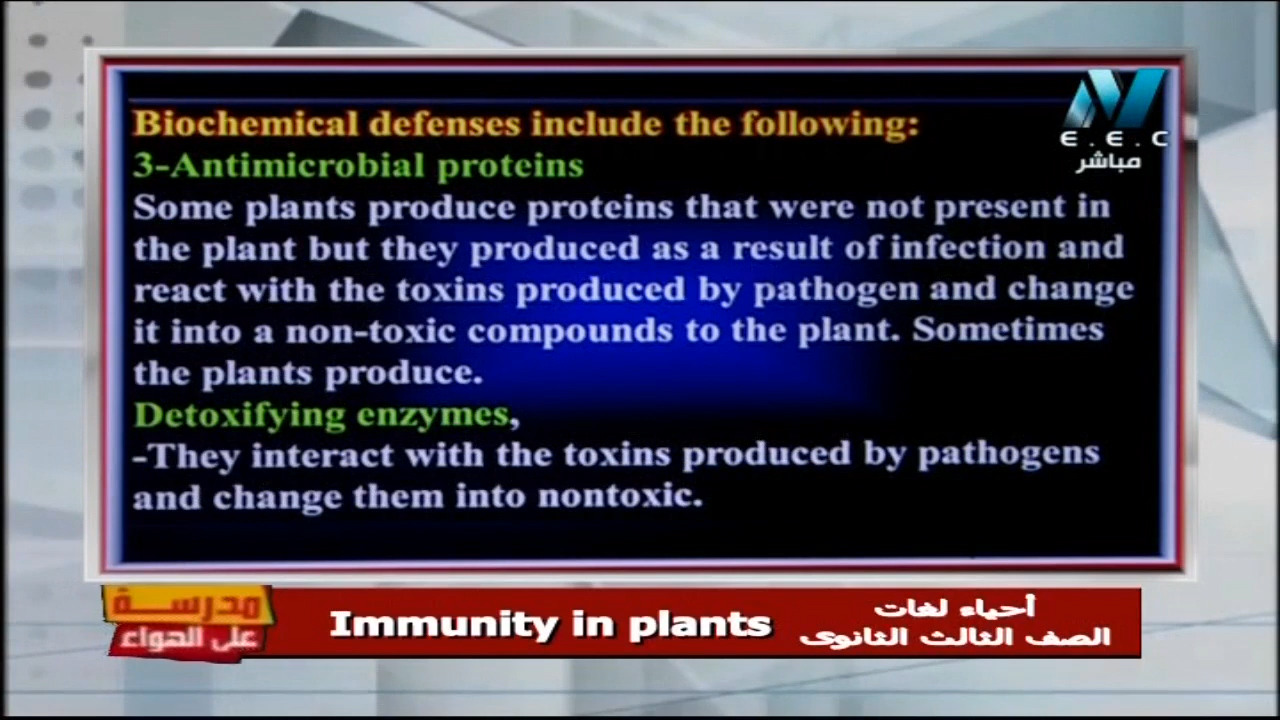 Biochemical defenses include the following:
3-Antimicrobial proteins
Some plants produce proteins that were not present in
the plant but they produced as a result of infection and
react with the toxins produced by pathogen and change
it into a non-toxic compounds to the plant. Sometimes
the plants produce.
Detoxifying enzymes,
-They interact with the toxins produced by pathogens
and change them into nontoxic.
E.E.C
مباشر
مدرسة
على الهواء
Immunity in plants
أحياء لغات
الصف الثالث الثانوى